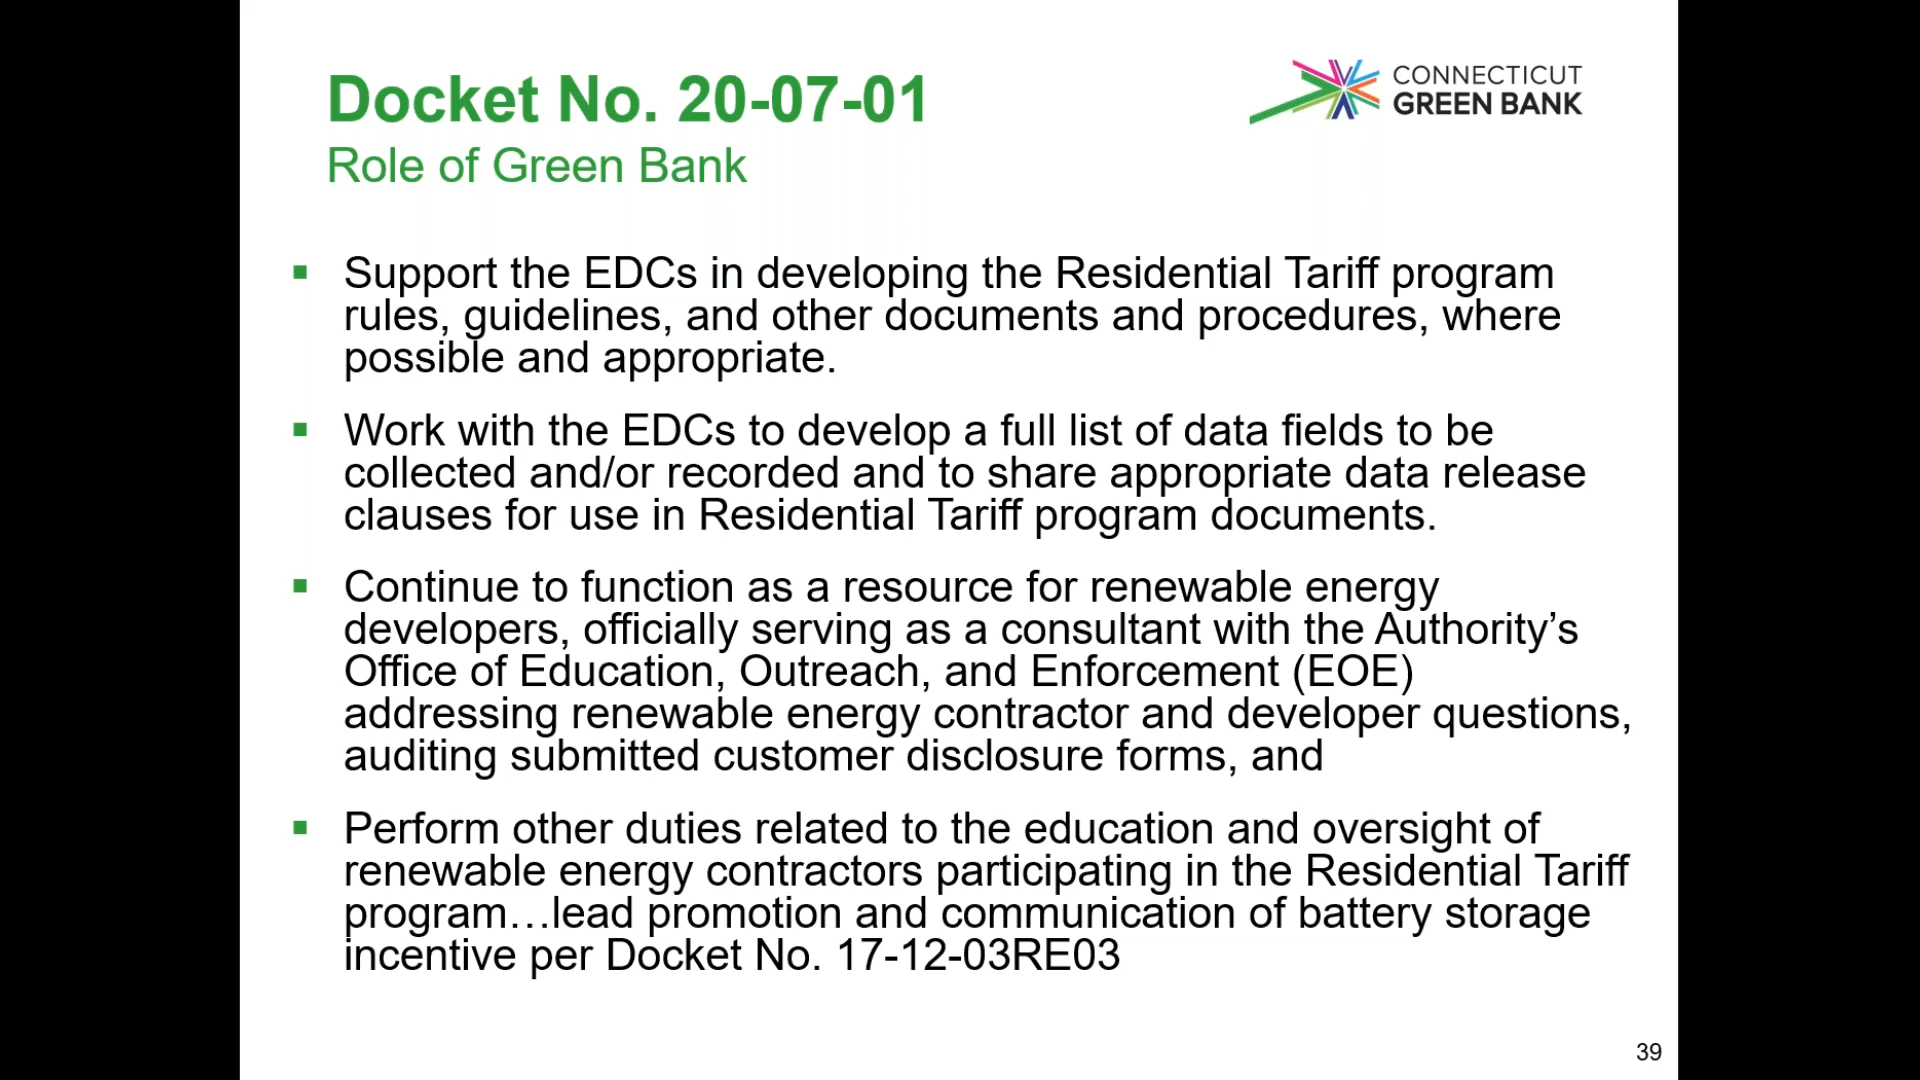 Docket No. 20-07-01
CONNECTICUT
GREEN BANK
Role of Green Bank
Support the EDCs in developing the Residential Tariff program
rules, guidelines, and other documents and procedures, where
possible and appropriate.
Work with the EDCs to develop a full list of data fields to be
collected and/or recorded and to share appropriate data release
clauses for use in Residential Tariff program documents.
Continue to function as a resource for renewable energy
developers, officially serving as a consultant with the Authority’s
Office of Education, Outreach, and Enforcement (EOE)
addressing renewable energy contractor and developer questions,
auditing submitted customer disclosure forms, and
Perform other duties related to the education and oversight of
renewable energy contractors participating in the Residential Tariff
program…lead promotion and communication of battery storage
incentive per Docket No. 17-12-03RE03
39